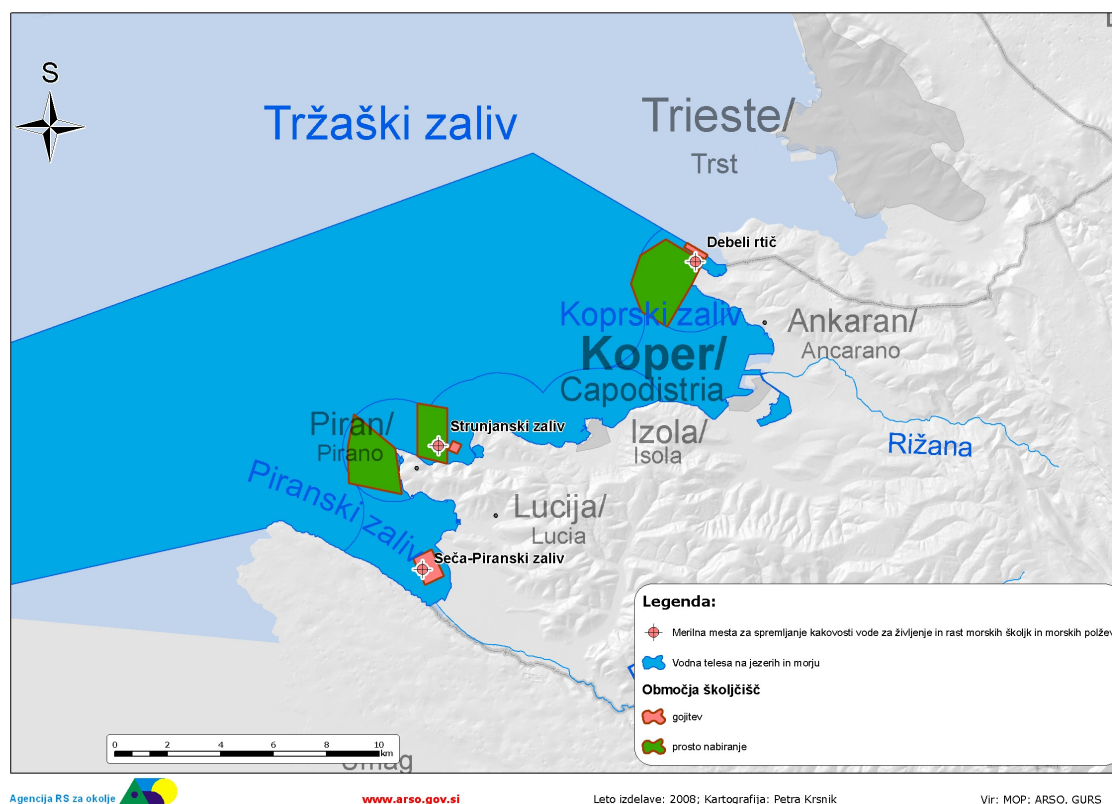 S
Tržaški zaliv
Trieste/
Trst
Debeli rtič
Koprski zaliv
Ankaran/
Ancarano
Koper/
Capodistria
Piran/
Pirano
Strunjanski zaliv
Izola/
Isola
Rižana
Piranski zaliv
Lucija/
Lucia
Seča-Piranski zaliv
Legenda:
Merilna mesta za spremljanje kakovosti vode za življenje in rast morskih školjk in morskih polžev
Vodna telesa na jezerih in morju
Območja školjčišč
gojitev
prosto nabiranje
0 2 4 6 8 10
km
Umag
Agencija RS za okolje
www.arso.gov.si
Leto izdelave: 2008; Kartografija: Petra Krsnik
Vir: MOP: ARSO, GURS